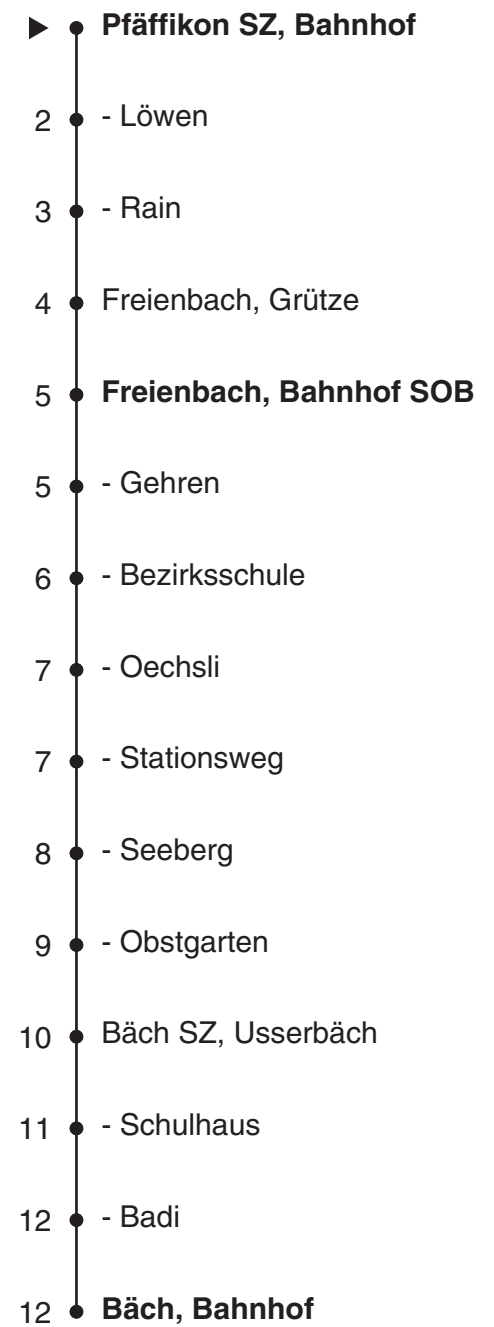 Pfäffikon SZ, Bahnhof
2 - Löwen
3 - Rain
4 Freienbach, Grütze
5 Freienbach, Bahnhof SOB
5 - Gehren
6 - Bezirksschule
7 - Oechsli
7 - Stationsweg
8 - Seeberg
9 - Obstgarten
10 Bäch SZ, Usserbäch
11 - Schulhaus
12 - Badi
12 Bäch, Bahnhof